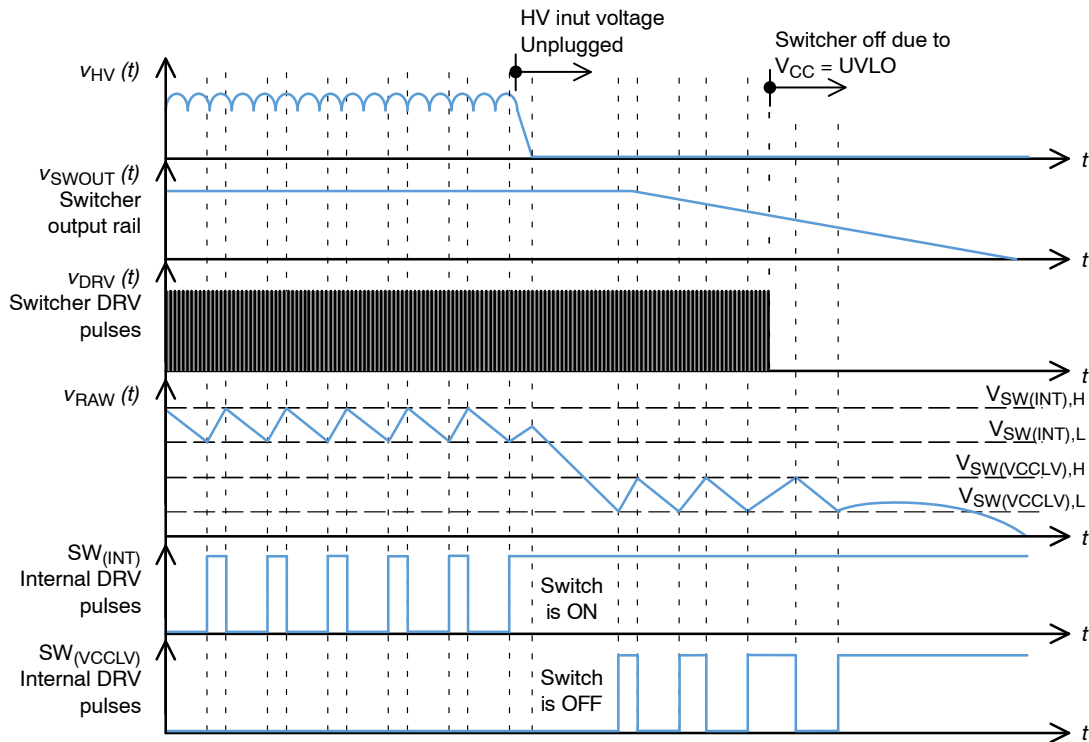 HV inut voltage
Unplugged
Switcher off due to
VCC = UVLO
vHV (t)
t
vSWOUT (t)
Switcher
output rail
t
vDRV (t)
Switcher DRV
pulses
t
vRAW (t)
VSW(INT),H
VSW(INT),L
VSW(VCCLV),H
VSW(VCCLV),L
t
SW(INT)
Internal DRV
pulses
Switch
is ON
t
SW(VCCLV)
Internal DRV
pulses
Switch
is OFF
t